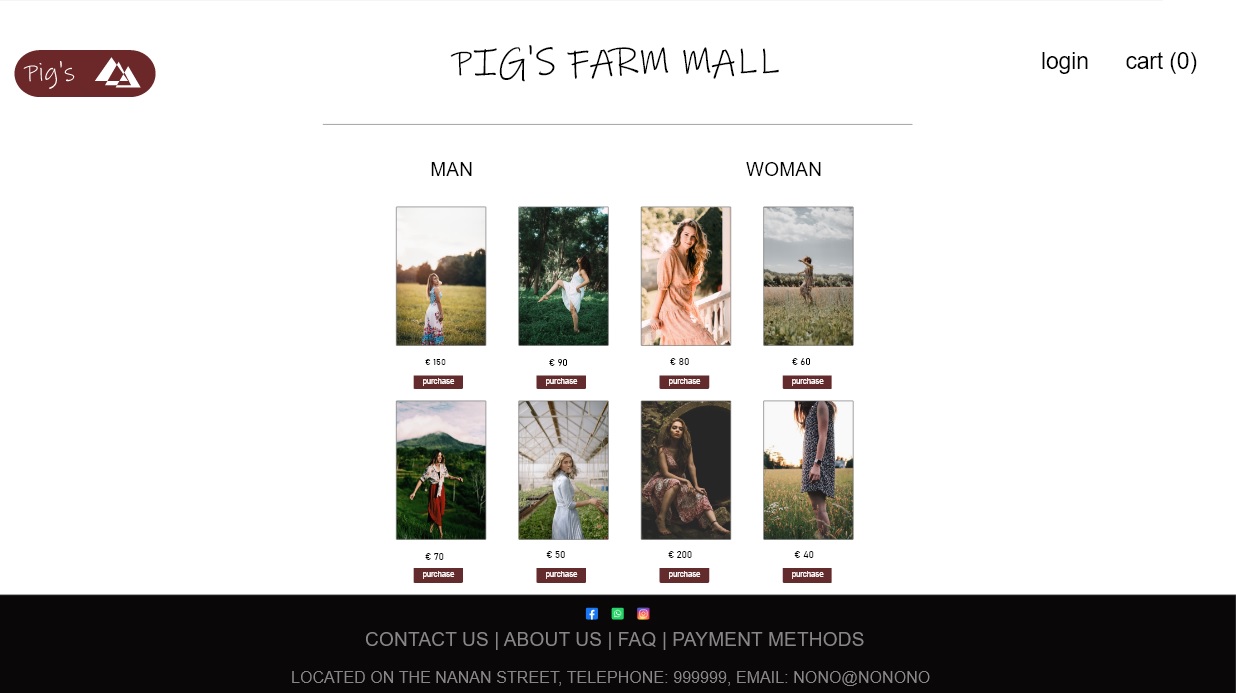 Pig's
PIG'S FARM MALL
login cart (0)
MAN WOMAN
€ 150 € 90 € 80 € 60
purchase purchase purchase purchase
€ 70 € 50 € 200 € 40
purchase purchase purchase purchase
CONTACT US | ABOUT US | FAQ | PAYMENT METHODS
LOCATED ON THE NANAN STREET, TELEPHONE: 999999, EMAIL: NONO@NONONO